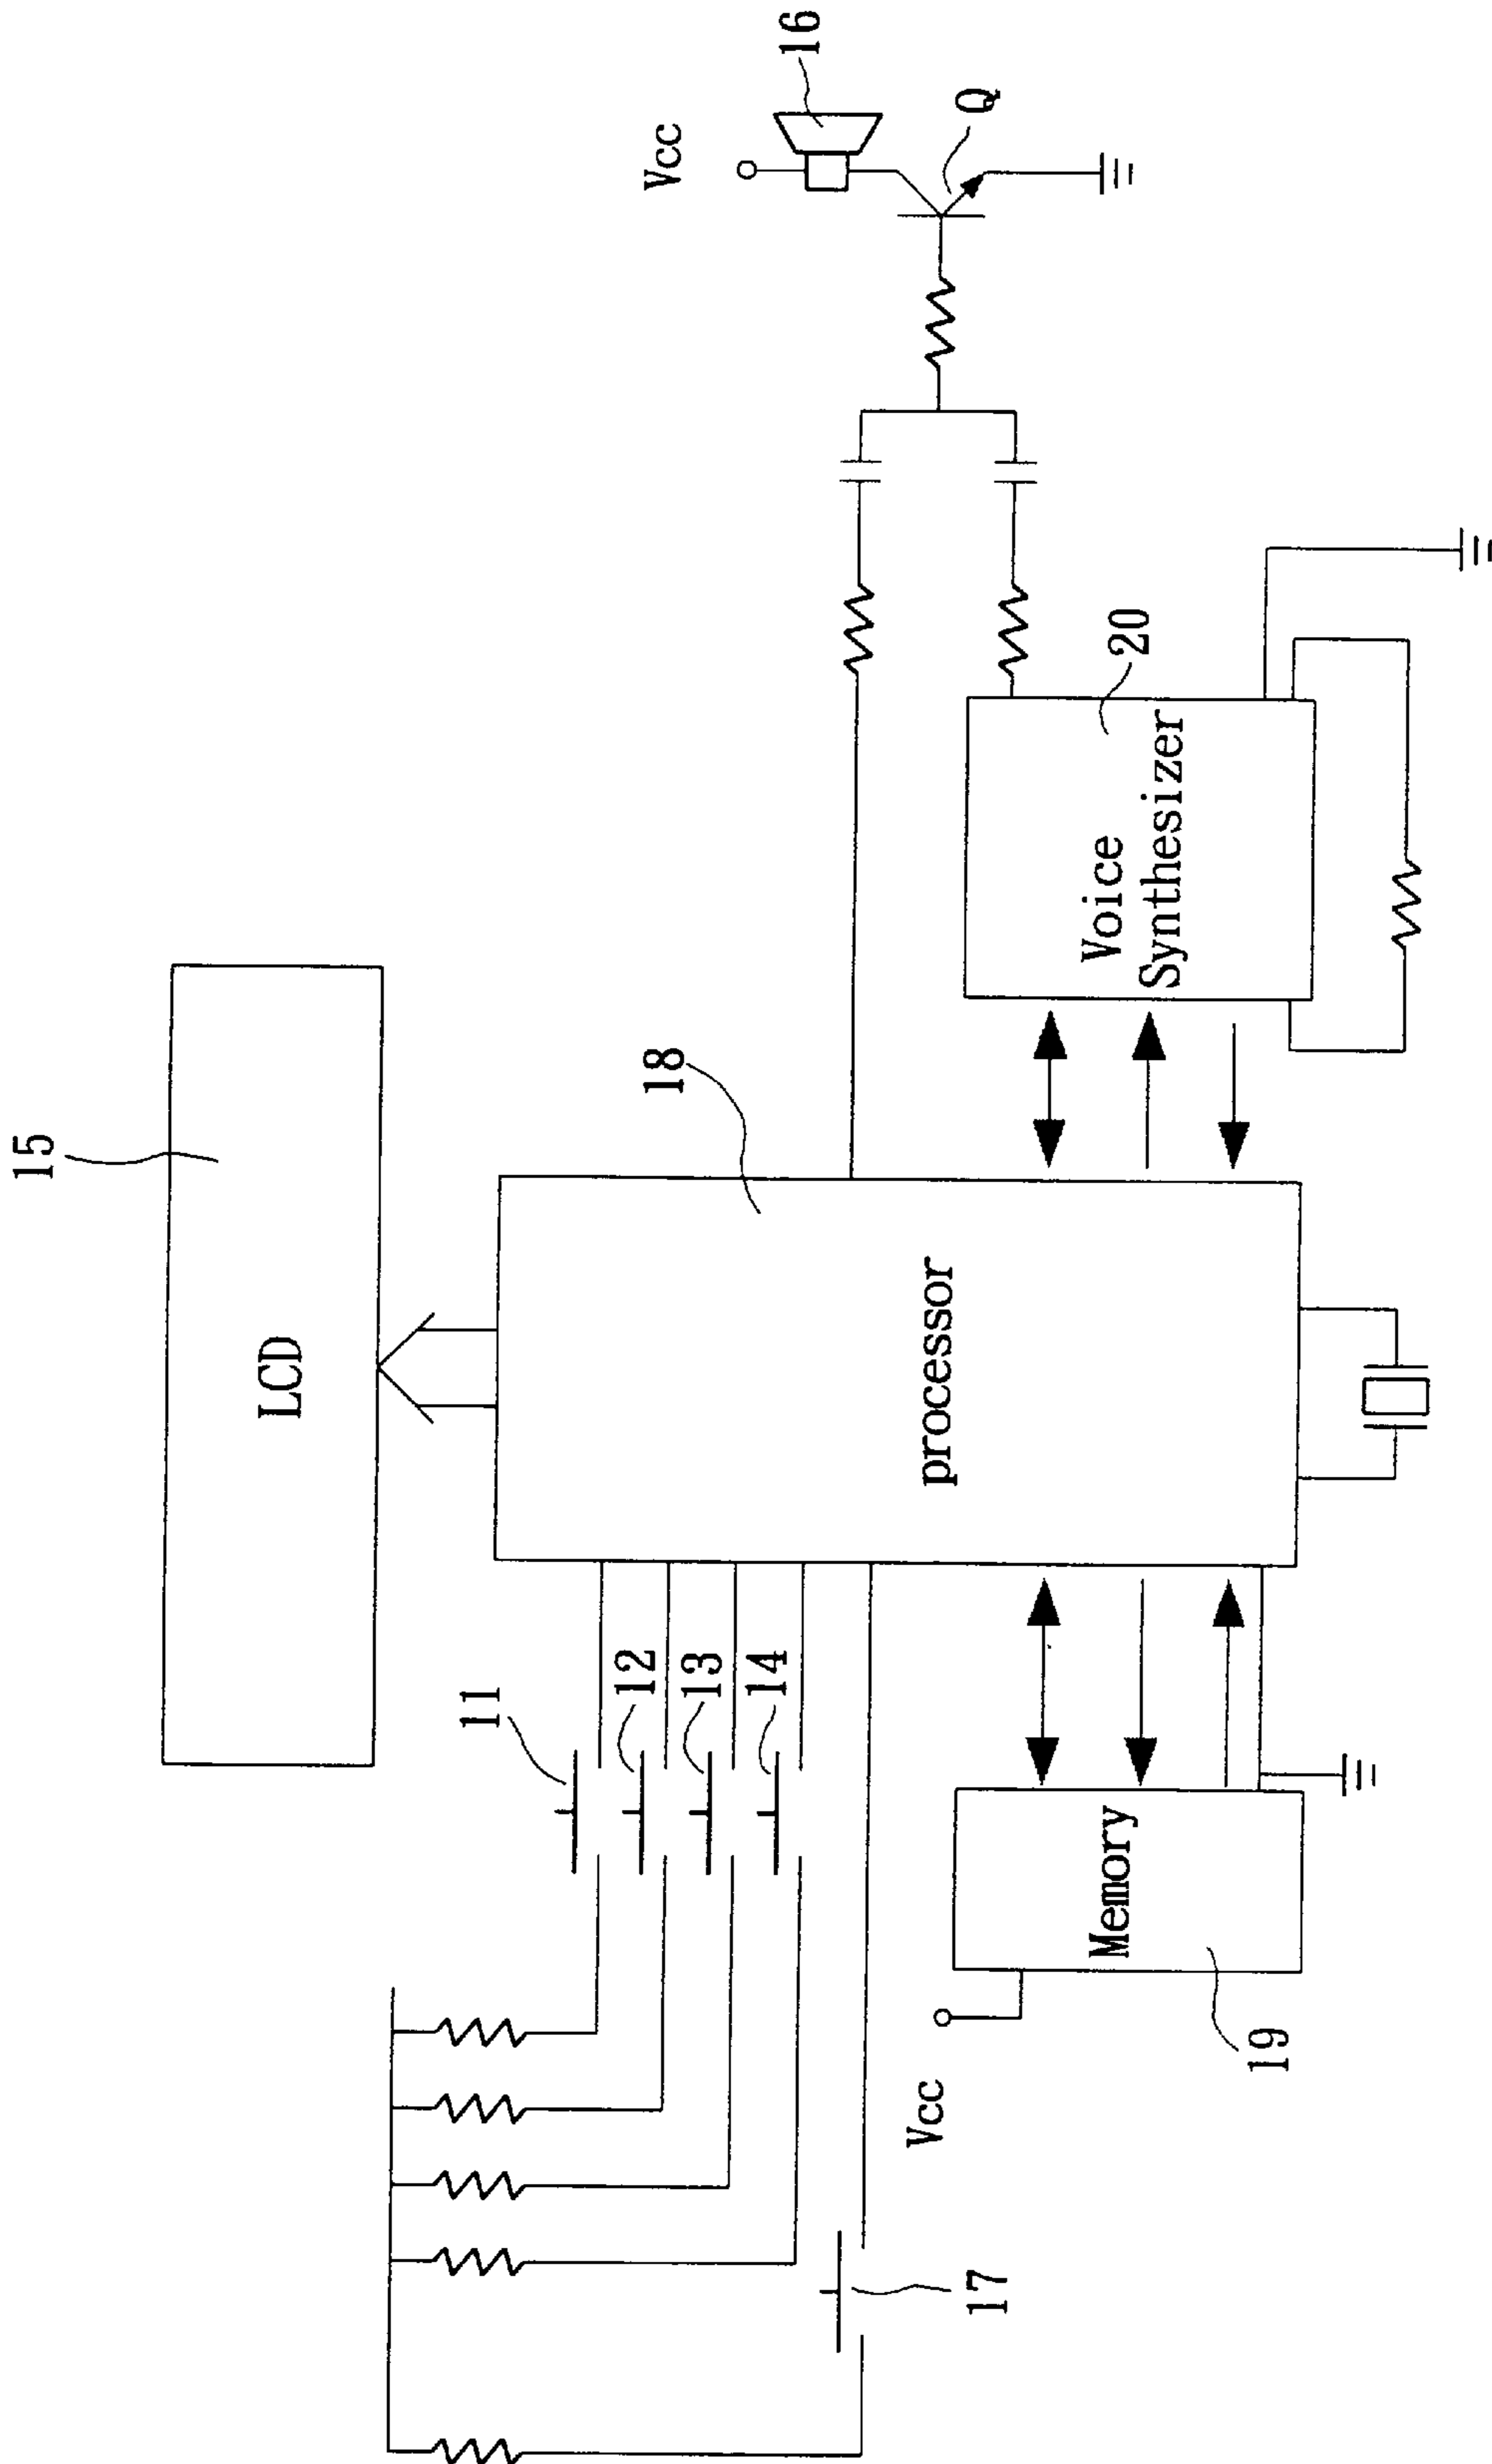 15
LCD
11
12
13
14
17
18
processor
Vcc
Memory
19
Voice
Synthesizer
20
Vcc
16
Q